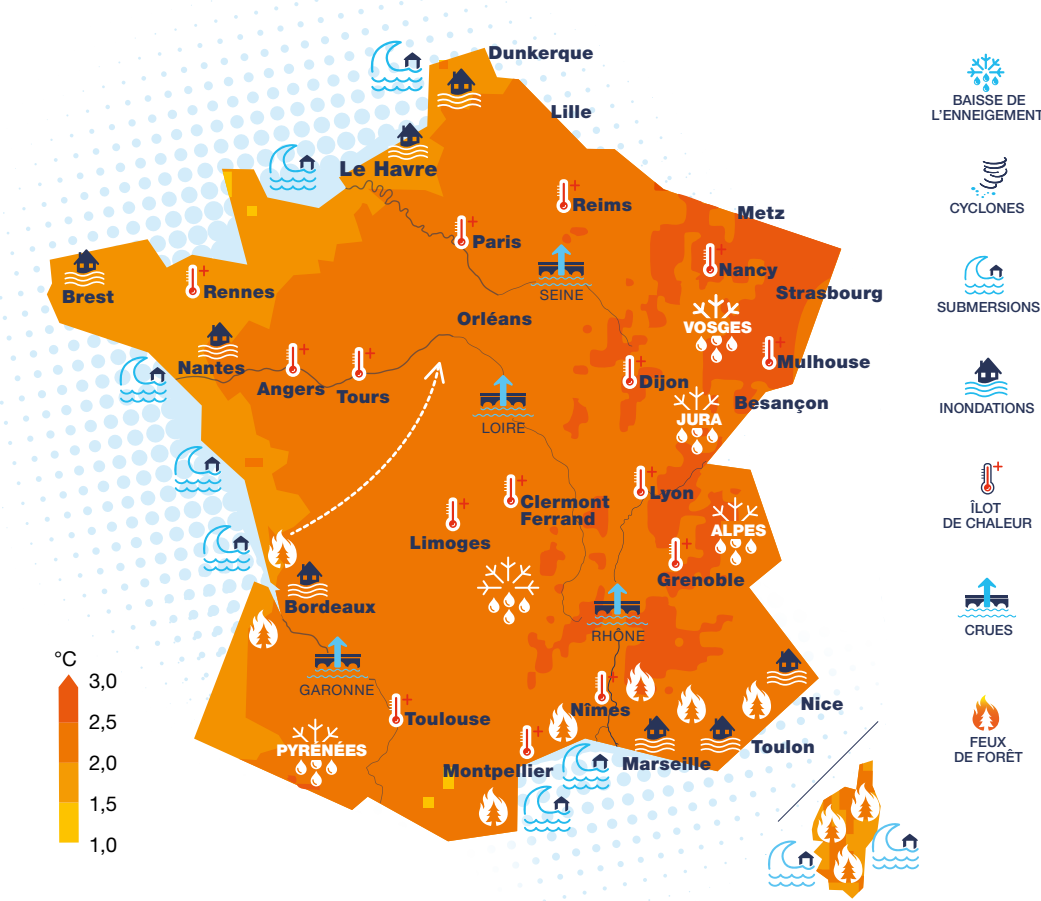 Dunkerque
Lille
Le Havre
Reims
Metz
Paris
Nancy
Brest
Rennes
SEINE
Strasbourg
Orléans
VOSGES
Nantes
Mulhouse
Angers
Tours
Dijon
Besançon
LOIRE
JURA
Lyon
Clermont
Ferrand
ALPES
Limoges
Grenoble
Bordeaux
RHÔNE
GARONNE
Nîmes
Nice
Toulouse
PYRÉNÉES
Toulon
Montpellier
Marseille
°C
3,0
2,5
2,0
1,5
1,0
BAISSE DE
L'ENNEIGEMENT
CYCLONES
SUBMERSIONS
INONDATIONS
ÎLOT
DE CHALEUR
CRUES
FEUX
DE FORÊT